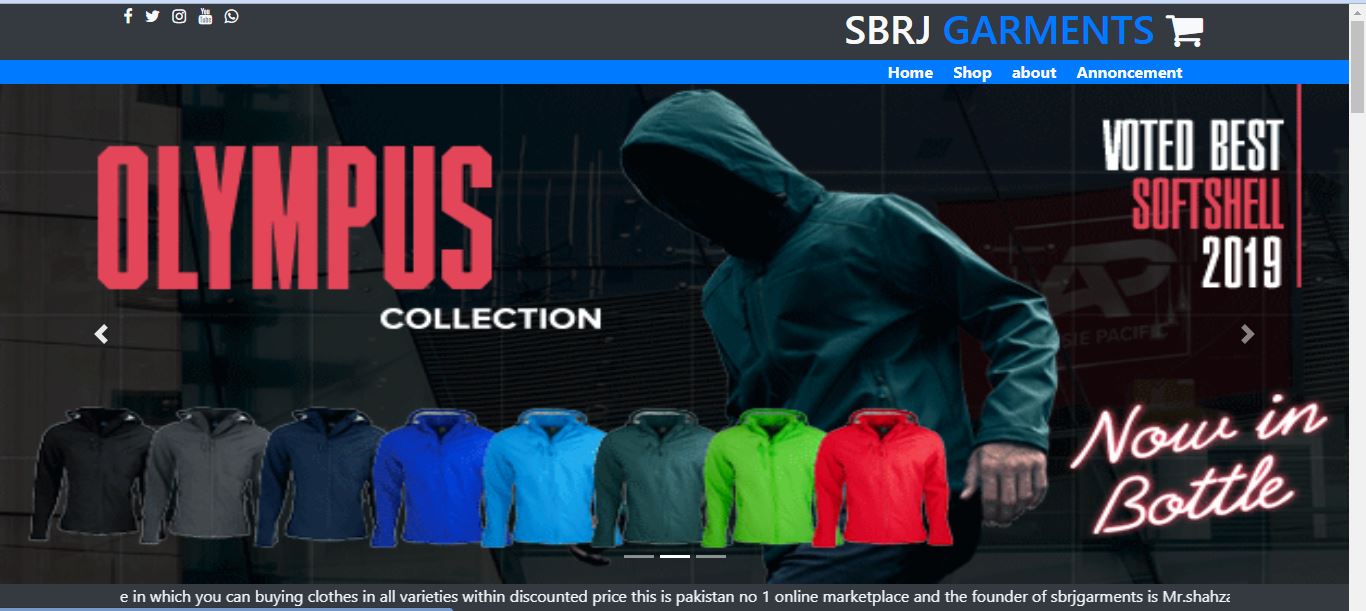 SBRJ GARMENTS
Home Shop about Annoncement
OLYMPUS
COLLECTION
VOTED BEST
SOFTSHELL
2019
AP
SIE PACIFIC
Now in
Bottle
e in which you can buying clothes in all varieties within discounted price this is pakistan no 1 online marketplace and the founder of sbrjgarments is Mr.shahza